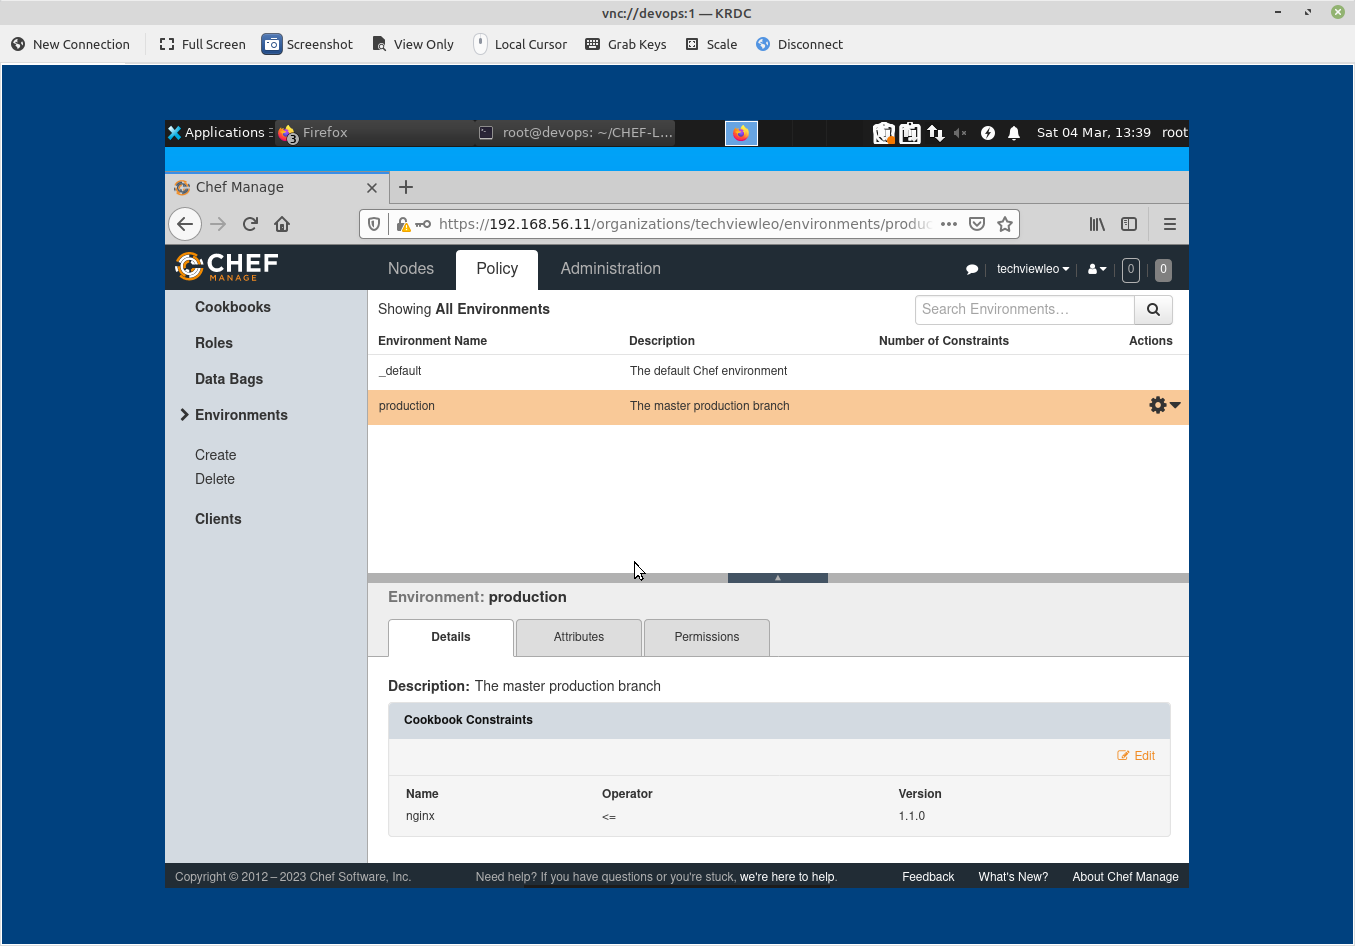 vnc://devops:1 — KRDC
New Connection Full Screen Screenshot View Only Local Cursor Grab Keys Scale Disconnect
Applications 3 Firefox root@devops: ~/CHEF-L... Sat 04 Mar, 13:39 root
Chef Manage
https://192.168.56.11/organizations/techviewleo/environments/produc
CHEF MANAGE
Nodes Policy Administration techviewleo 0 0
Cookbooks
Roles
Data Bags
Environments
Create
Delete
Clients
Showing All Environments Search Environments...
Environment Name Description Number of Constraints Actions
_default The default Chef environment
production The master production branch
Environment: production
Details Attributes Permissions
Description: The master production branch
Cookbook Constraints
Edit
Name Operator Version
nginx <= 1.1.0
Copyright © 2012 – 2023 Chef Software, Inc. Need help? If you have questions or you're stuck, we're here to help. Feedback What's New? About Chef Manage